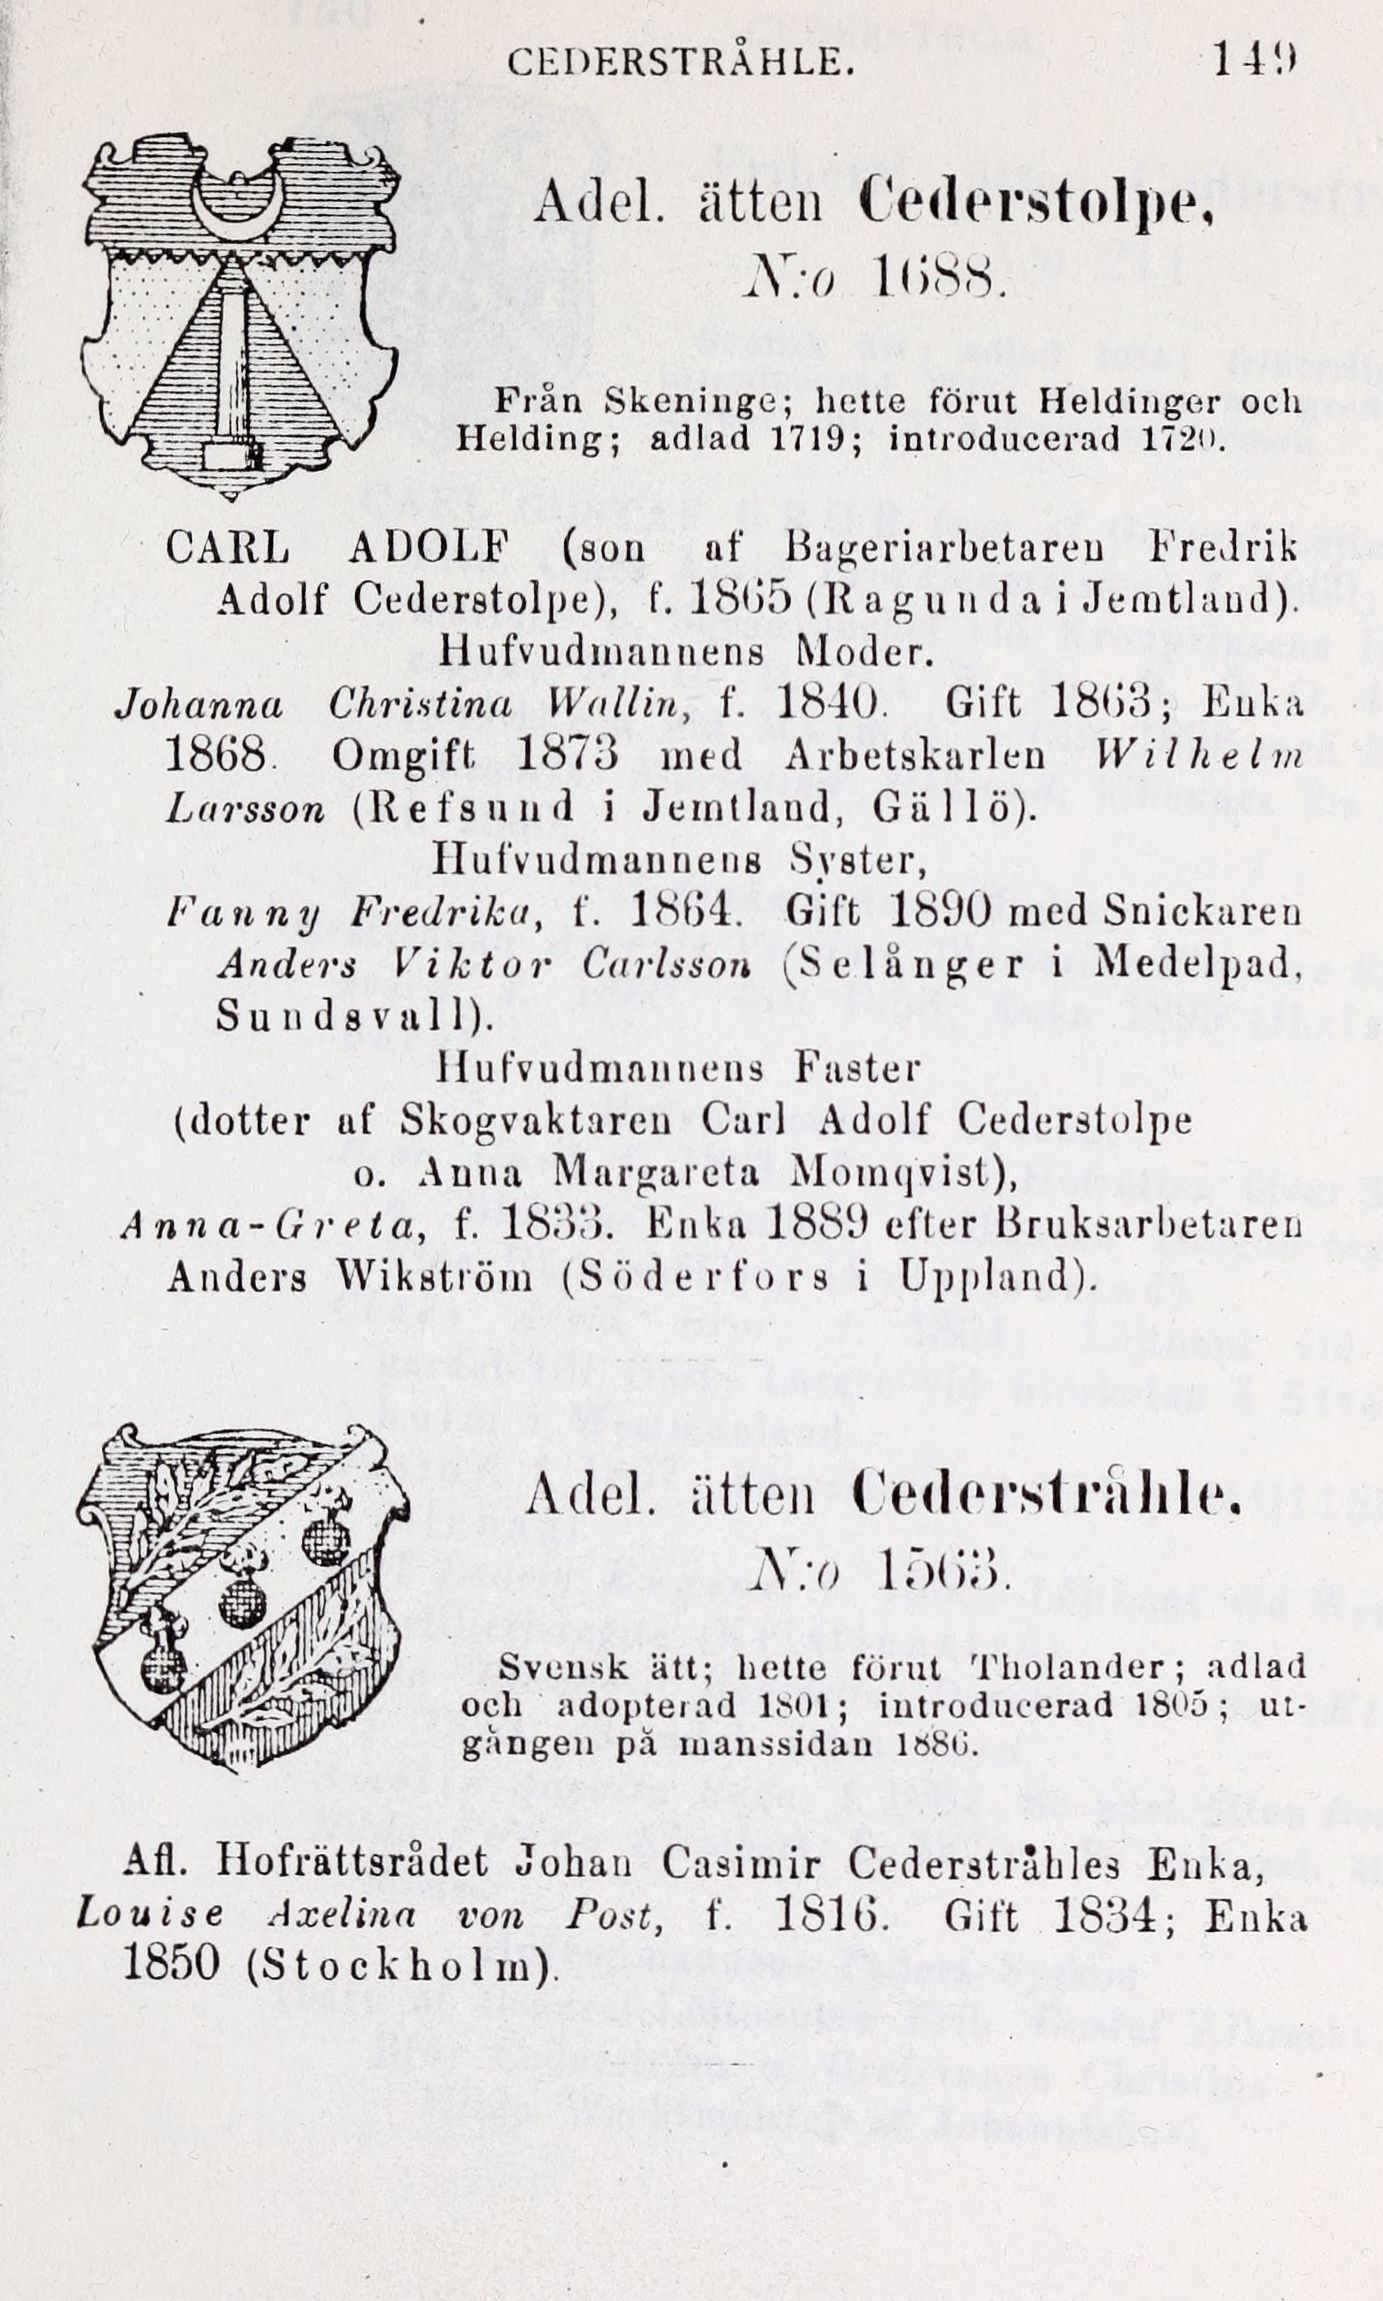 CEDERSTRÅHLE. 149
Adel. ätten Cederstolpe,
N:o 1688.
Från Skeninge; hette förut Heldinger och
Helding; adlad 1719; introducerad 1720.
CARL ADOLF (son af Bageriarbetaren Fredrik
Adolf Cederstolpe), f. 1865 (Ragunda i Jemtland).
Hufvudmannens Moder.
Johanna Christina Wallin, f. 1840. Gift 1863; Enka
1868. Omgift 1873 med Arbetskarlen Wilhelm
Larsson (Refsund i Jemtland, Gällö).
Hufvudmannens Syster,
Fanny Fredrika, f. 1864. Gift 1890 med Snickaren
Anders Viktor Carlsson (Selånger i Medelpad,
Sundsvall).
Hufvudmannens Faster
(dotter af Skogvaktaren Carl Adolf Cederstolpe
o. Anna Margareta Momqvist),
Anna-Greta, f. 1833. Enka 1889 efter Bruksarbetaren
Anders Wikström (Söderfors i Uppland).
Adel. ätten Cederstråhle.
N:o 1563.
Svensk ätt; hette förut Tholander; adlad
och adopterad 1801; introducerad 1805; ut-
gången på manssidan 1886.
Afl. Hofrättsrådet Johan Casimir Cederstråhles Enka,
Louise Axelina von Post, f. 1816. Gift 1834; Enka
1850 (Stockholm).